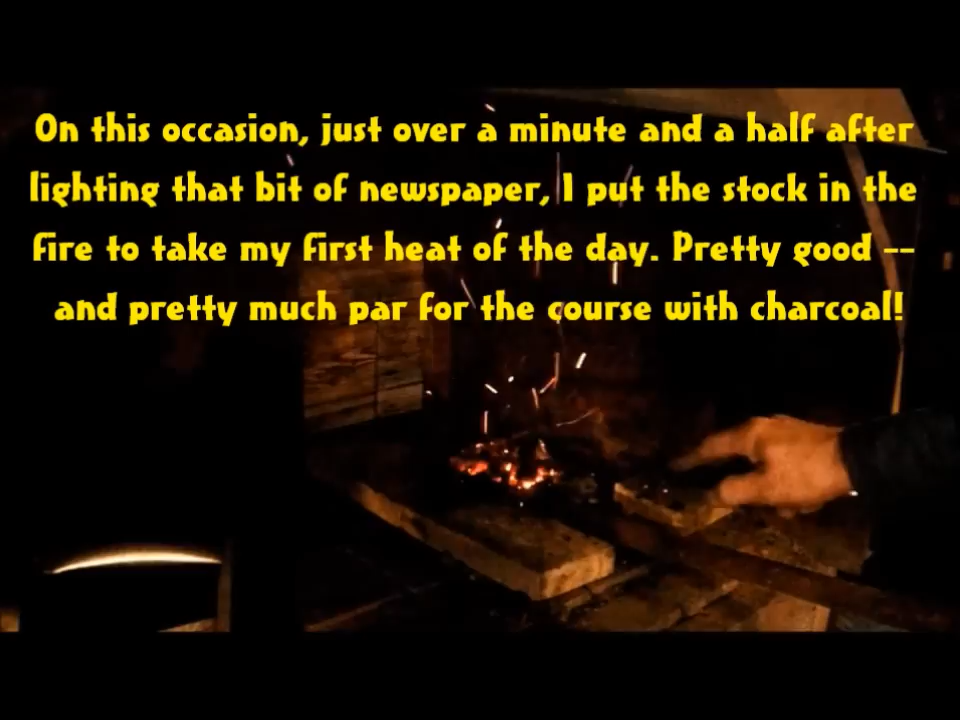 On this occasion, just over a minute and a half after
lighting that bit of newspaper, I put the stock in the
fire to take my first heat of the day. Pretty good --
and pretty much par for the course with charcoal!